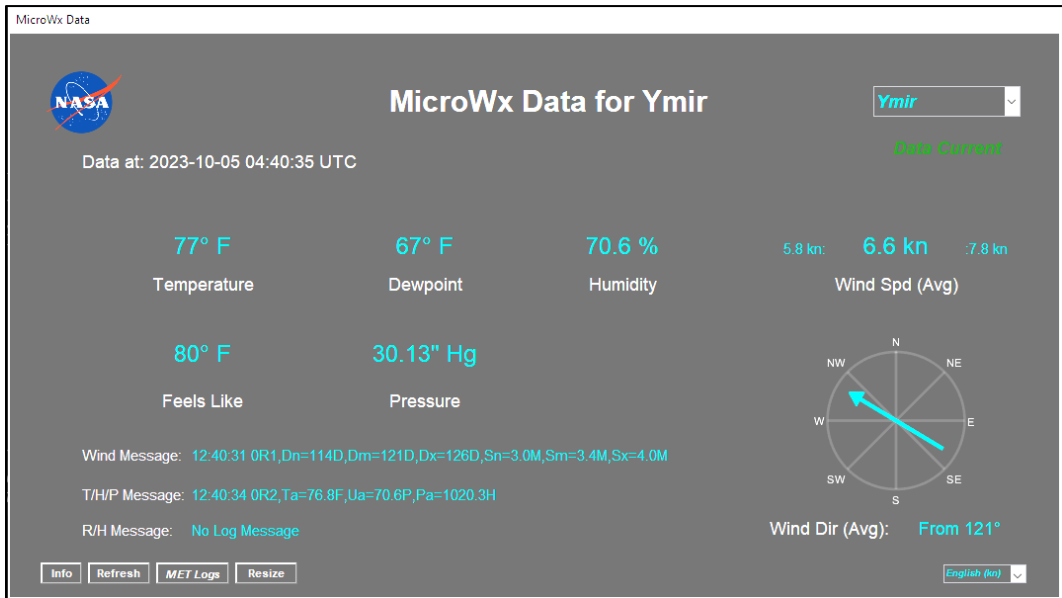 MicroWx Data
NASA
MicroWx Data for Ymir
Ymir
Data Current
Data at: 2023-10-05 04:40:35 UTC
77° F
67° F
70.6 %
5.8 kn: 6.6 kn :7.8 kn
Temperature
Dewpoint
Humidity
Wind Spd (Avg)
80° F
30.13" Hg
Feels Like
Pressure
N
NW
NE
W
E
SW
SE
S
Wind Message: 12:40:31 0R1,Dn=114D,Dm=121D,Dx=126D,Sn=3.0M,Sm=3.4M,Sx=4.0M
T/H/P Message: 12:40:34 0R2,Ta=76.8F,Ua=70.6P,Pa=1020.3H
R/H Message: No Log Message
Wind Dir (Avg): From 121°
Info
Refresh
MET Logs
Resize
English (kn)